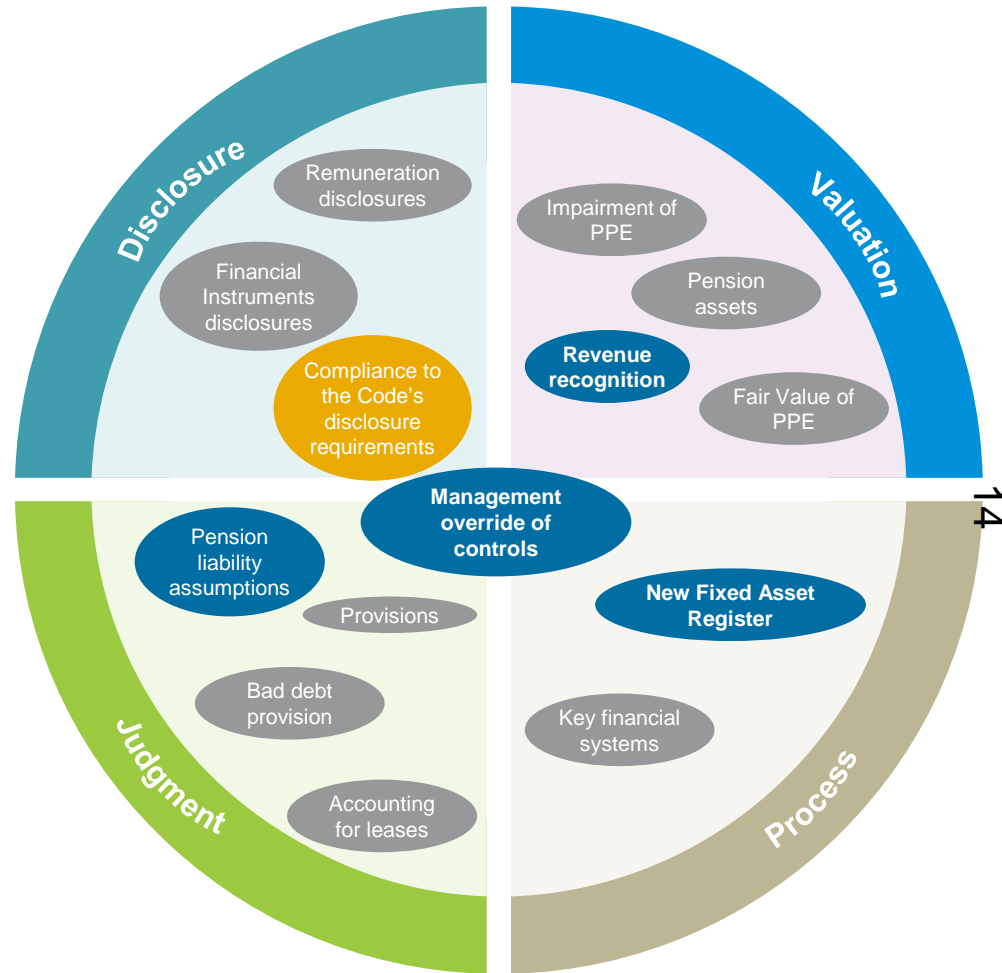 Disclosure
Remuneration
disclosures
Financial
Instruments
disclosures
Compliance to
the Code's
disclosure
requirements
Valuation
Impairment of
PPE
Pension
assets
Revenue
recognition
Fair Value of
PPE
Management
override of
controls
14
Judgment
Pension
liability
assumptions
Provisions
Bad debt
provision
Accounting
for leases
Process
New Fixed Asset
Register
Key financial
systems